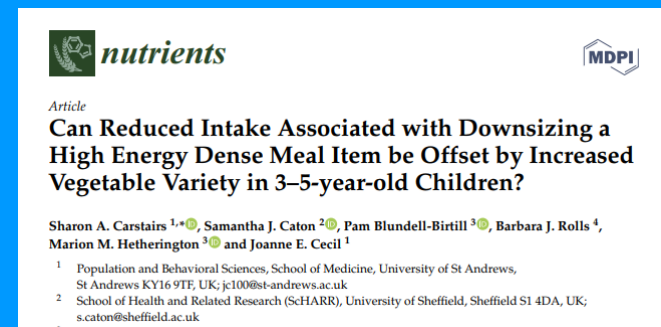 nutrients
MDPI
Article
Can Reduced Intake Associated with Downsizing a
High Energy Dense Meal Item be Offset by Increased
Vegetable Variety in 3–5-year-old Children?
Sharon A. Carstairs 1,*, Samantha J. Caton 2, Pam Blundell-Birtill 3, Barbara J. Rolls 4,
Marion M. Hetherington 3 and Joanne E. Cecil 1
1 Population and Behavioral Sciences, School of Medicine, University of St Andrews,
St Andrews KY16 9TF, UK; jc100@st-andrews.ac.uk
2 School of Health and Related Research (ScHARR), University of Sheffield, Sheffield S1 4DA, UK;
s.caton@sheffield.ac.uk